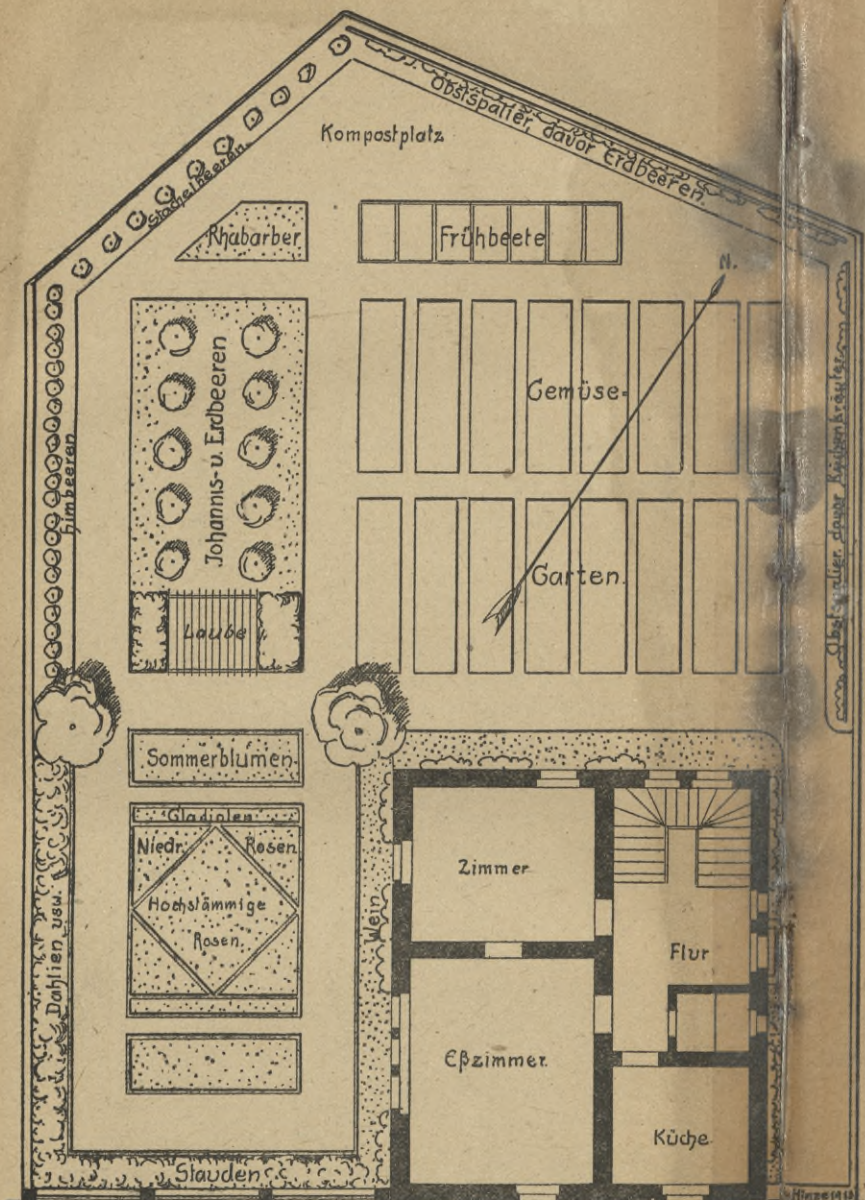 Obstspalier, davor Erdbeeren.
Kompostplatz
Stachelbeeren.
Rhabarber
Frühbeete
N.
Himbeeren
Johannis- u. Erdbeeren
Gemüse-
Garten.
Obstspalier, davor Küchenkräuter
Laube
Sommerblumen.
Gladiolen
Niedr. Rosen
Hochstämmige
Rosen.
Dahlien usw.
Wein
Zimmer
Flur
Eßzimmer.
Küche
Stauden